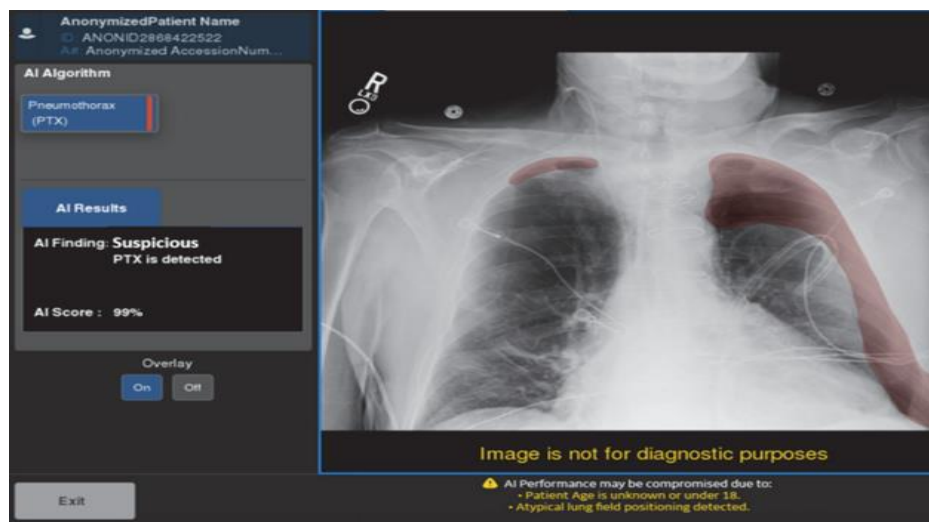 AnonymizedPatient Name
ID: ANONID2868422522
A#: Anonymized AccessionNum...
AI Algorithm
Pneumothorax
(PTX)
AI Results
AI Finding: Suspicious
PTX is detected
AI Score : 99%
Overlay
On Off
Exit
R
Image is not for diagnostic purposes
AI Performance may be compromised due to:
• Patient Age is unknown or under 18.
• Atypical lung field positioning detected.